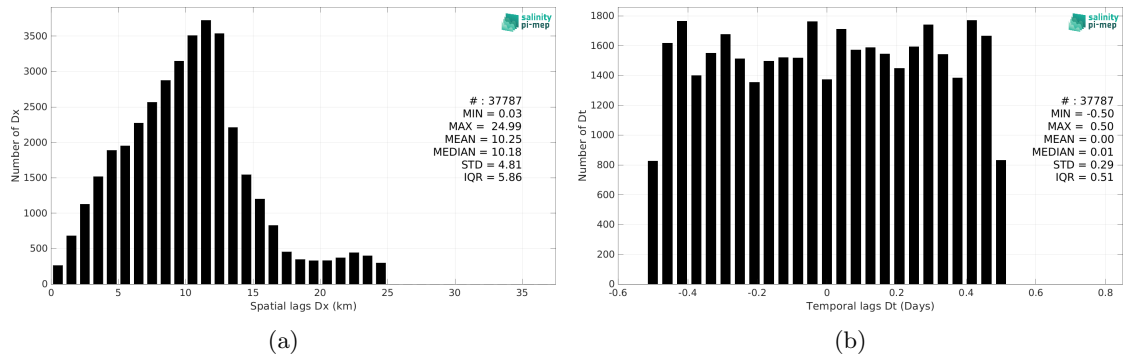 salinity
pi-mep
3500
3000
2500
2000
1500
1000
500
0
Number of Dx
# : 37787
MIN = 0.03
MAX = 24.99
MEAN = 10.25
MEDIAN = 10.18
STD = 4.81
IQR = 5.86
0 5 10 15 20 25 30 35
Spatial lags Dx (km)
(a)
salinity
pi-mep
1800
1600
1400
1200
1000
800
600
400
200
0
Number of Dt
# : 37787
MIN = -0.50
MAX = 0.50
MEAN = 0.00
MEDIAN = 0.01
STD = 0.29
IQR = 0.51
-0.6 -0.4 -0.2 0 0.2 0.4 0.6 0.8
Temporal lags Dt (Days)
(b)